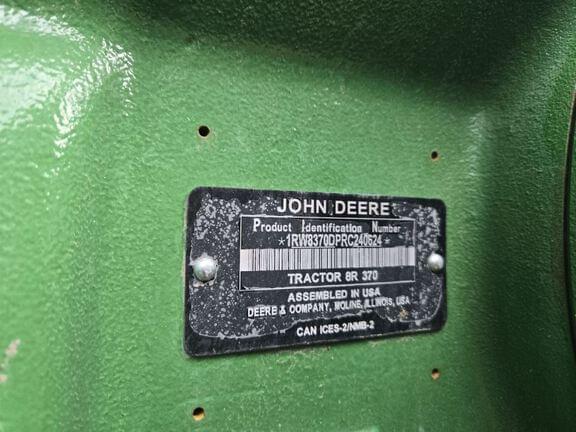 JOHN DEERE
Product Identification Number
*1RW8370DPRC240624*
TRACTOR 8R 370
ASSEMBLED IN USA
DEERE & COMPANY, MOLINE, ILLINOIS, USA
CAN ICES-2/NMB-2